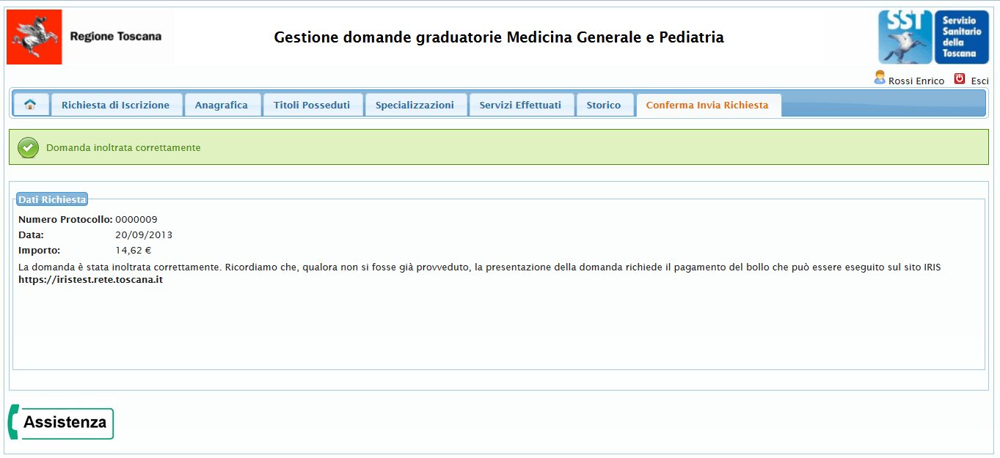 Regione Toscana
Gestione domande graduatorie Medicina Generale e Pediatria
SST
Servizio
Sanitario
della
Toscana
Rossi Enrico Esci
Richiesta di Iscrizione Anagrafica Titoli Posseduti Specializzazioni Servizi Effettuati Storico Conferma Invia Richiesta
Domanda inoltrata correttamente
Dati Richiesta
Numero Protocollo: 0000009
Data: 20/09/2013
Importo: 14,62 €
La domanda è stata inoltrata correttamente. Ricordiamo che, qualora non si fosse già provveduto, la presentazione della domanda richiede il pagamento del bollo che può essere eseguito sul sito IRIS
https://iristest.rete.toscana.it
Assistenza